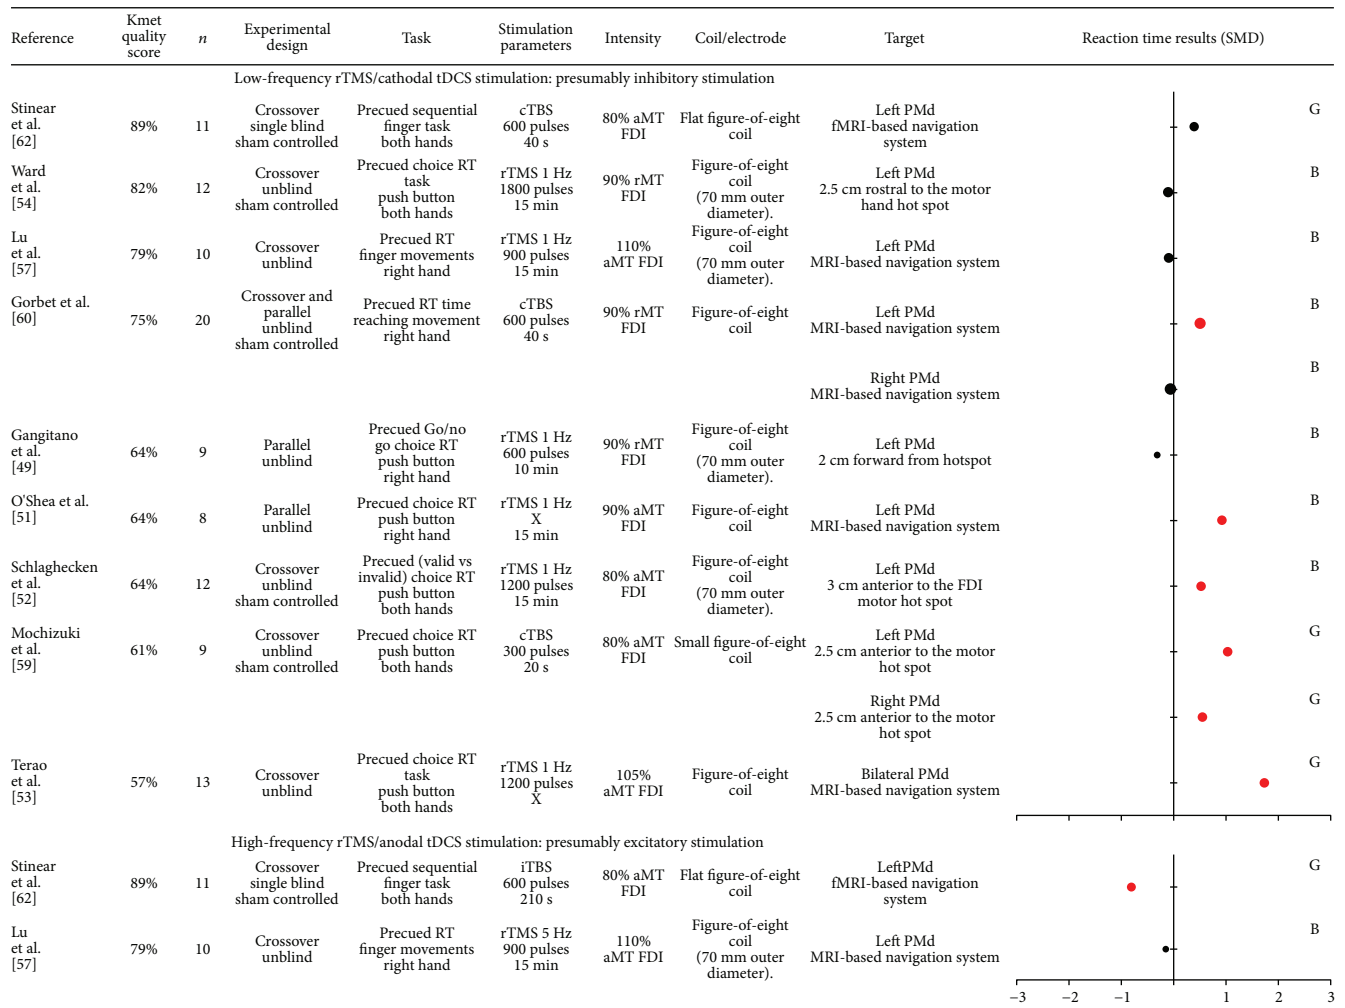 Reference Kmet quality score n Experimental design Task Stimulation parameters Intensity Coil/electrode Target Reaction time results (SMD)
Low-frequency rTMS/cathodal tDCS stimulation: presumably inhibitory stimulation
Stinear et al. [62] 89% 11 Crossover single blind sham controlled Precued sequential finger task both hands cTBS 600 pulses 40 s 80% aMT FDI Flat figure-of-eight coil Left PMd fMRI-based navigation system G
Ward et al. [54] 82% 12 Crossover unblind sham controlled Precued choice RT task push button both hands rTMS 1 Hz 1800 pulses 15 min 90% rMT FDI Figure-of-eight coil (70 mm outer diameter). Left PMd 2.5 cm rostral to the motor hand hot spot B
Lu et al. [57] 79% 10 Crossover unblind Precued RT finger movements right hand rTMS 1 Hz 900 pulses 15 min 110% aMT FDI Figure-of-eight coil (70 mm outer diameter). Left PMd MRI-based navigation system B
Gorbet et al. [60] 75% 20 Crossover and parallel unblind sham controlled Precued RT time reaching movement right hand cTBS 600 pulses 40 s 90% rMT FDI Figure-of-eight coil Left PMd MRI-based navigation system B
Right PMd MRI-based navigation system B
Gangitano et al. [49] 64% 9 Parallel unblind Precued Go/no go choice RT push button right hand rTMS 1 Hz 600 pulses 10 min 90% rMT FDI Figure-of-eight coil (70 mm outer diameter). Left PMd 2 cm forward from hotspot B
O'Shea et al. [51] 64% 8 Parallel unblind Precued choice RT push button right hand rTMS 1 Hz X 15 min 90% aMT FDI Figure-of-eight coil Left PMd MRI-based navigation system B
Schlaghecken et al. [52] 64% 12 Crossover unblind sham controlled Precued (valid vs invalid) choice RT push button both hands rTMS 1 Hz 1200 pulses 15 min 80% aMT FDI Figure-of-eight coil (70 mm outer diameter). Left PMd 3 cm anterior to the FDI motor hot spot B
Mochizuki et al. [59] 61% 9 Crossover unblind sham controlled Precued choice RT push button both hands cTBS 300 pulses 20 s 80% aMT FDI Small figure-of-eight coil Left PMd 2.5 cm anterior to the motor hot spot G
Right PMd 2.5 cm anterior to the motor hot spot G
Terao et al. [53] 57% 13 Crossover unblind Precued choice RT task push button both hands rTMS 1 Hz 1200 pulses X 105% aMT FDI Figure-of-eight coil Bilateral PMd MRI-based navigation system G
High-frequency rTMS/anodal tDCS stimulation: presumably excitatory stimulation
Stinear et al. [62] 89% 11 Crossover single blind sham controlled Precued sequential finger task both hands iTBS 600 pulses 210 s 80% aMT FDI Flat figure-of-eight coil LeftPMd fMRI-based navigation system G
Lu et al. [57] 79% 10 Crossover unblind Precued RT finger movements right hand rTMS 5 Hz 900 pulses 15 min 110% aMT FDI Figure-of-eight coil (70 mm outer diameter). Left PMd MRI-based navigation system B
−3 −2 −1 1 2 3